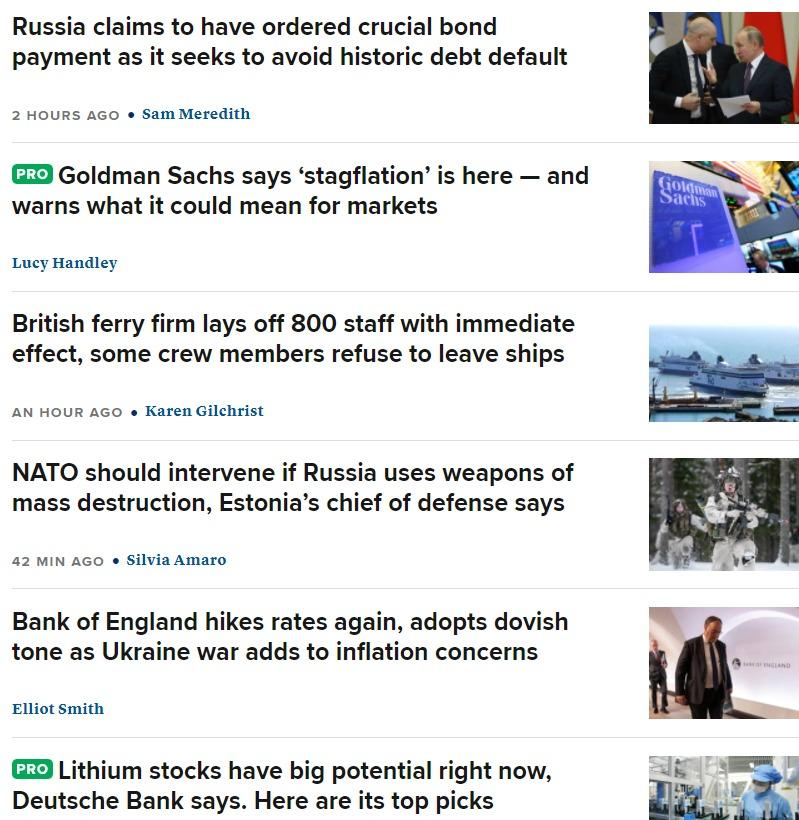 Russia claims to have ordered crucial bond
payment as it seeks to avoid historic debt default
2 HOURS AGO • Sam Meredith
PRO Goldman Sachs says ‘stagflation’ is here — and
warns what it could mean for markets
Goldman
Sachs
Lucy Handley
British ferry firm lays off 800 staff with immediate
effect, some crew members refuse to leave ships
AN HOUR AGO • Karen Gilchrist
NATO should intervene if Russia uses weapons of
mass destruction, Estonia’s chief of defense says
42 MIN AGO • Silvia Amaro
Bank of England hikes rates again, adopts dovish
tone as Ukraine war adds to inflation concerns
BANK OF ENGLAND
Elliot Smith
PRO Lithium stocks have big potential right now,
Deutsche Bank says. Here are its top picks